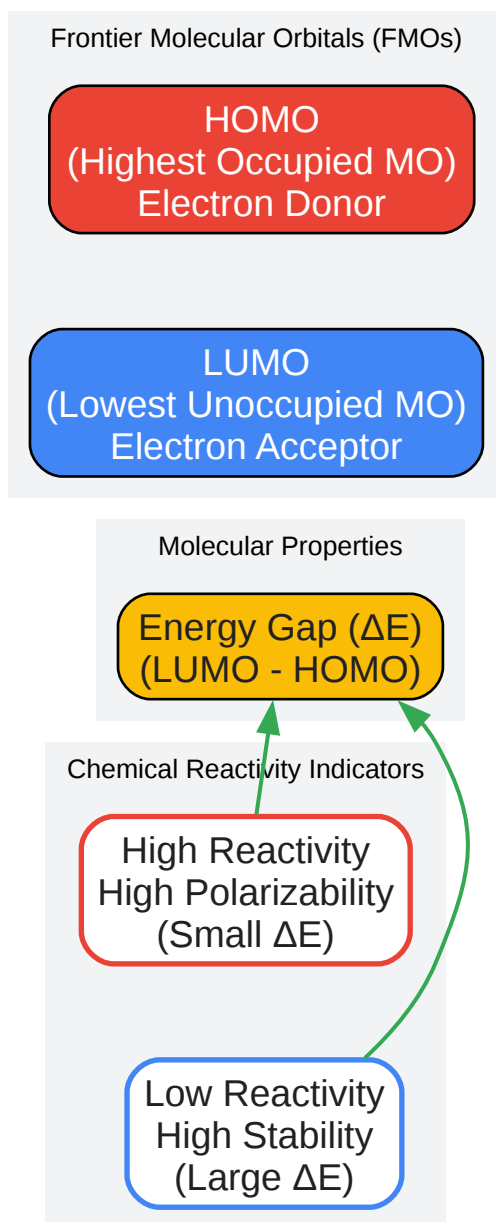 Frontier Molecular Orbitals (FMOs)
HOMO
(Highest Occupied MO)
Electron Donor
LUMO
(Lowest Unoccupied MO)
Electron Acceptor
Molecular Properties
Energy Gap (ΔE)
(LUMO - HOMO)
Chemical Reactivity Indicators
High Reactivity
High Polarizability
(Small ΔE)
Low Reactivity
High Stability
(Large ΔE)